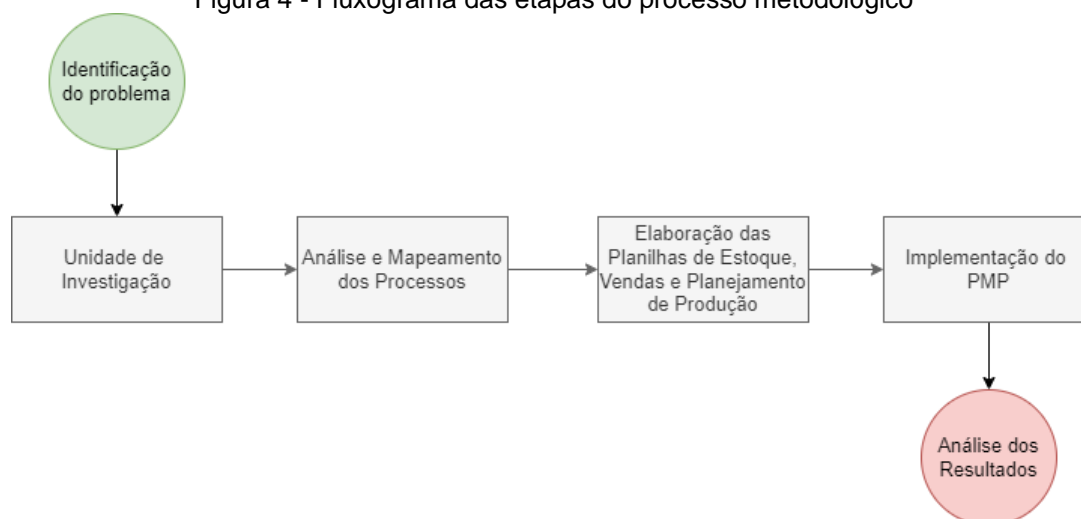 Figura 4 - Fluxograma das etapas do processo metodológico
Identificação
do problema
Unidade de
Investigação
Análise e Mapeamento
dos Processos
Elaboração das
Planilhas de Estoque,
Vendas e Planejamento
de Produção
Implementação do
PMP
Análise dos
Resultados